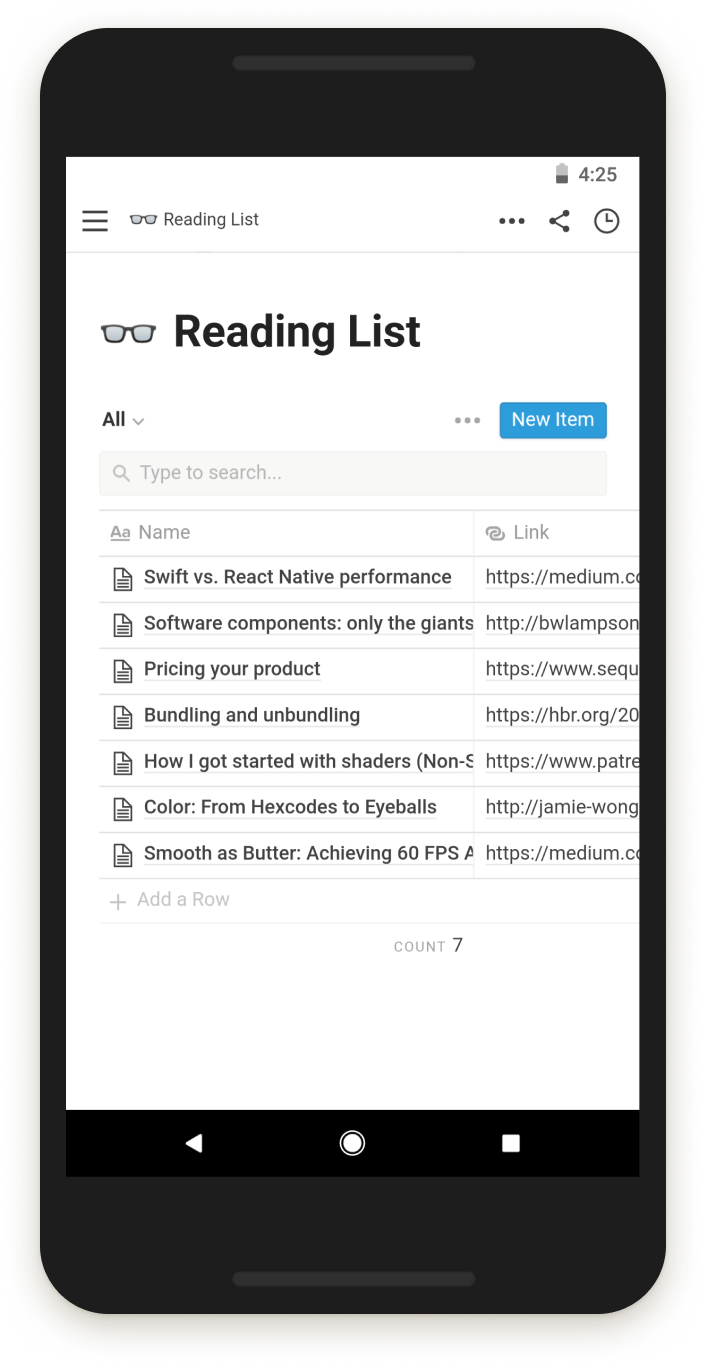 4:25
Reading List
Reading List
All
New Item
Type to search...
Aa Name Link
Swift vs. React Native performance https://medium.co
Software components: only the giants http://bwlampson
Pricing your product https://www.sequ
Bundling and unbundling https://hbr.org/20
How I got started with shaders (Non-S https://www.patre
Color: From Hexcodes to Eyeballs http://jamie-wong
Smooth as Butter: Achieving 60 FPS A https://medium.co
Add a Row
COUNT 7